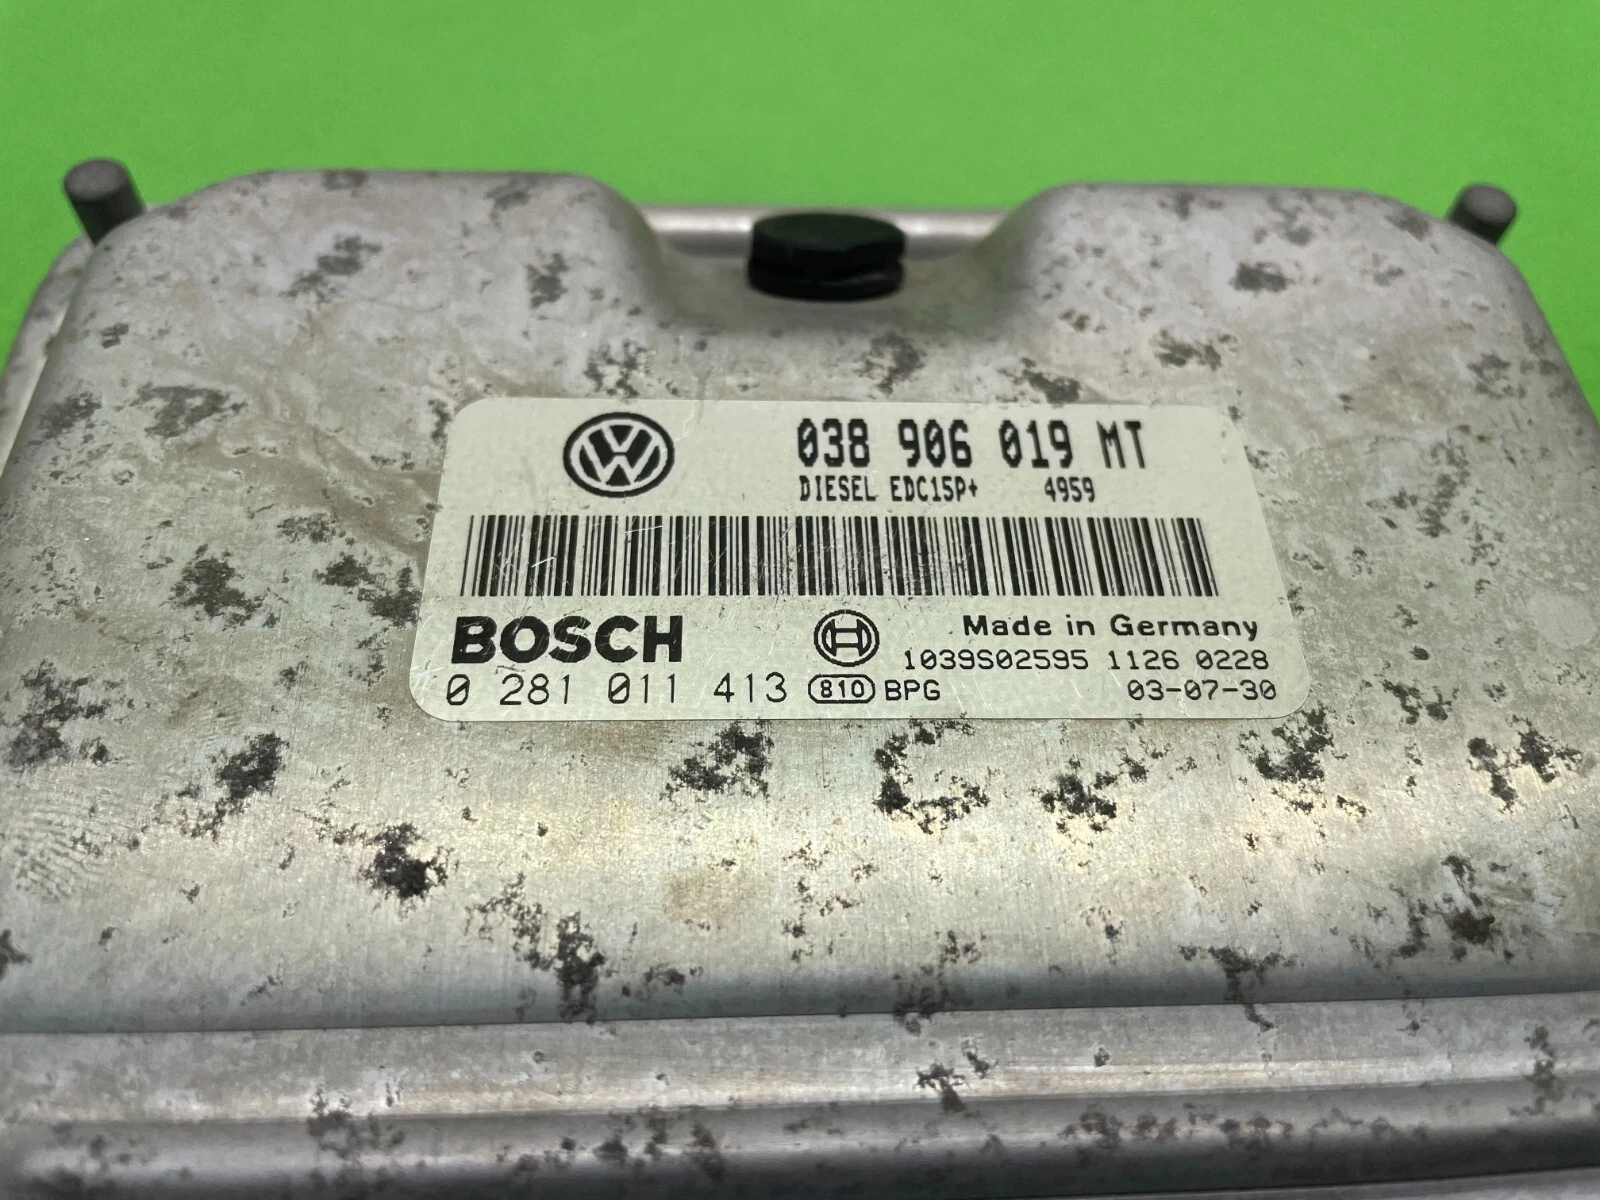 038 906 019 MT
DIESEL EDC15P+ 4959
BOSCH
Made in Germany
1039S02595 1126 0228
0 281 011 413 810 BPG 03-07-30